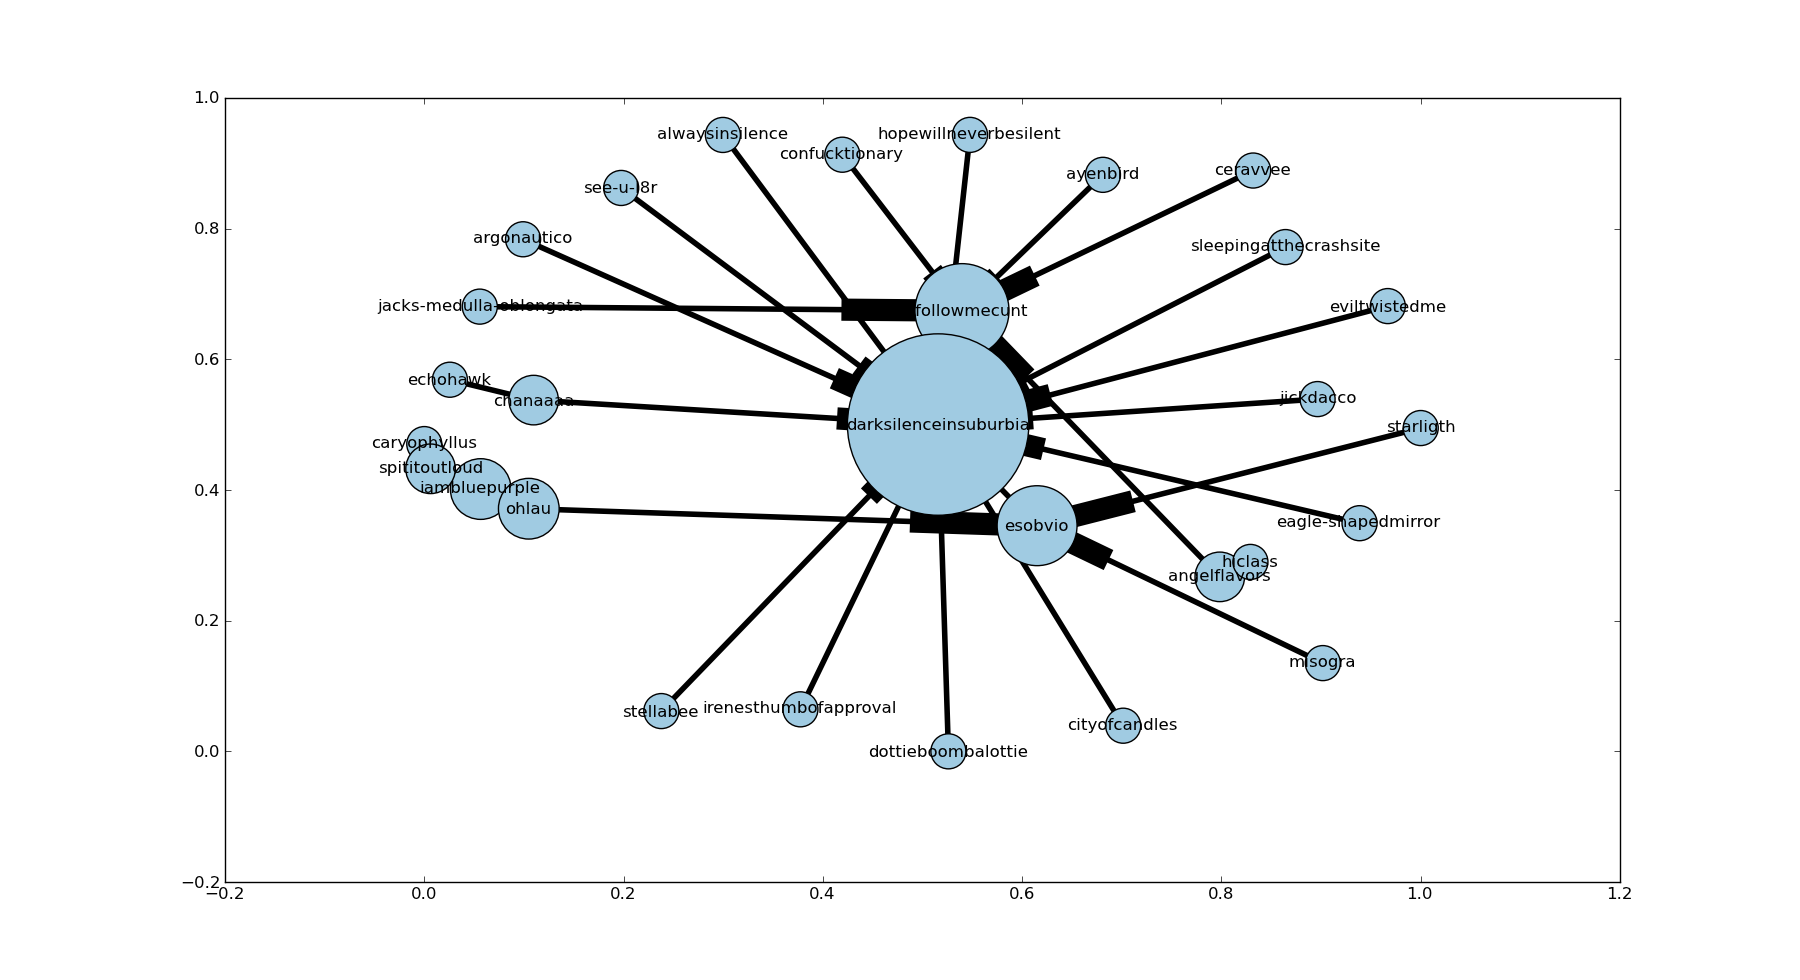 1.0
alwaysinsilence
hopewillneverbesilent
confucktionary
ceravvee
ayenbird
see-u-l8r
argonautico
sleepingatthecrashsite
0.8
jacks-medulla-oblongata
eviltwistedme
followmecunt
0.6
echohawk
chanaaaa
jickdacco
darksilenceinsuburbia
starligth
caryophyllus
spititoutloud
iambluepurple
0.4
ohlau
eagle-shapedmirror
esobvio
hiclass
angelflavors
0.2
misogra
stellabee
irenesthumbofapproval
cityofcandles
0.0
dottieboombalottie
−0.2
−0.2 0.0 0.2 0.4 0.6 0.8 1.0 1.2